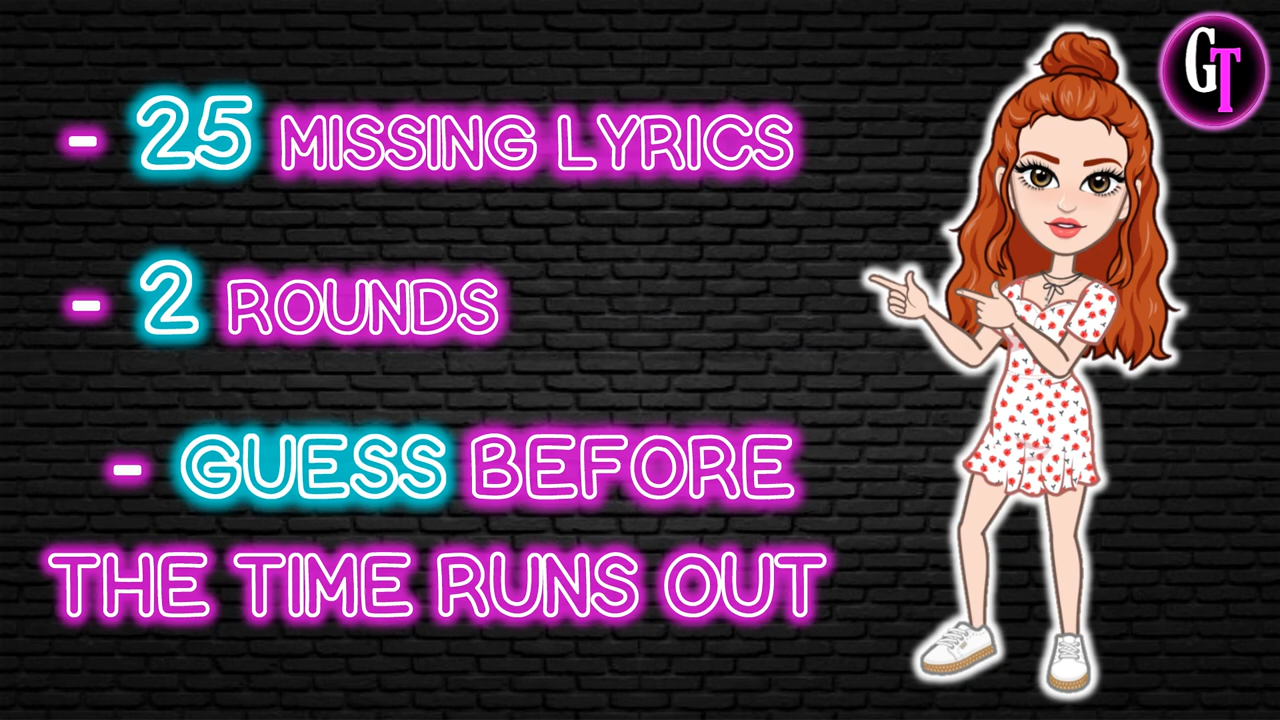 - 25 MISSING LYRICS
- 2 ROUNDS
- GUESS BEFORE
THE TIME RUNS OUT
GT